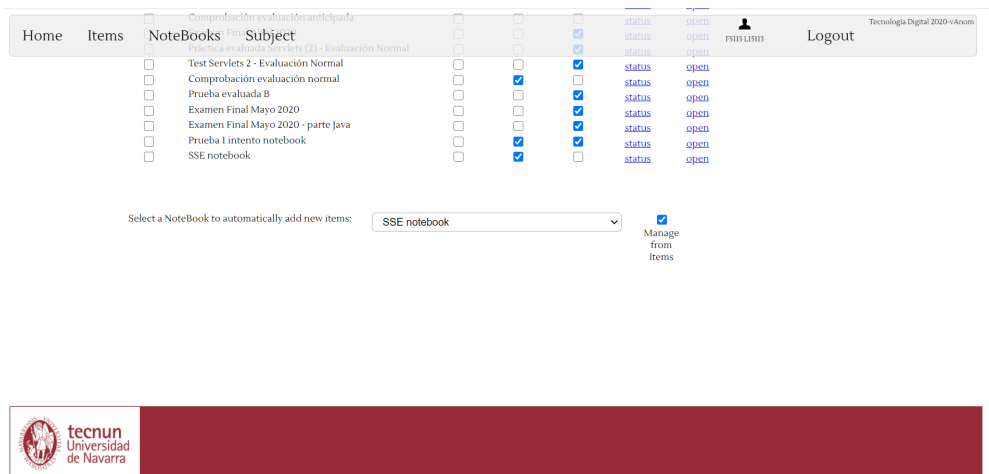 Comprobación evaluación anticipada status open
Home Items NoteBooks Subject F5113 L15113 Logout Tecnología Digital 2020-vAnom
status open
Práctica evaluada Servlets (2) - Evaluación Normal status open
Test Servlets 2 - Evaluación Normal status open
Comprobación evaluación normal status open
Prueba evaluada B status open
Examen Final Mayo 2020 status open
Examen Final Mayo 2020 - parte Java status open
Prueba 1 intento notebook status open
SSE notebook status open
Select a NoteBook to automatically add new items: SSE notebook
Manage
from
Items
tecnun
Universidad
de Navarra